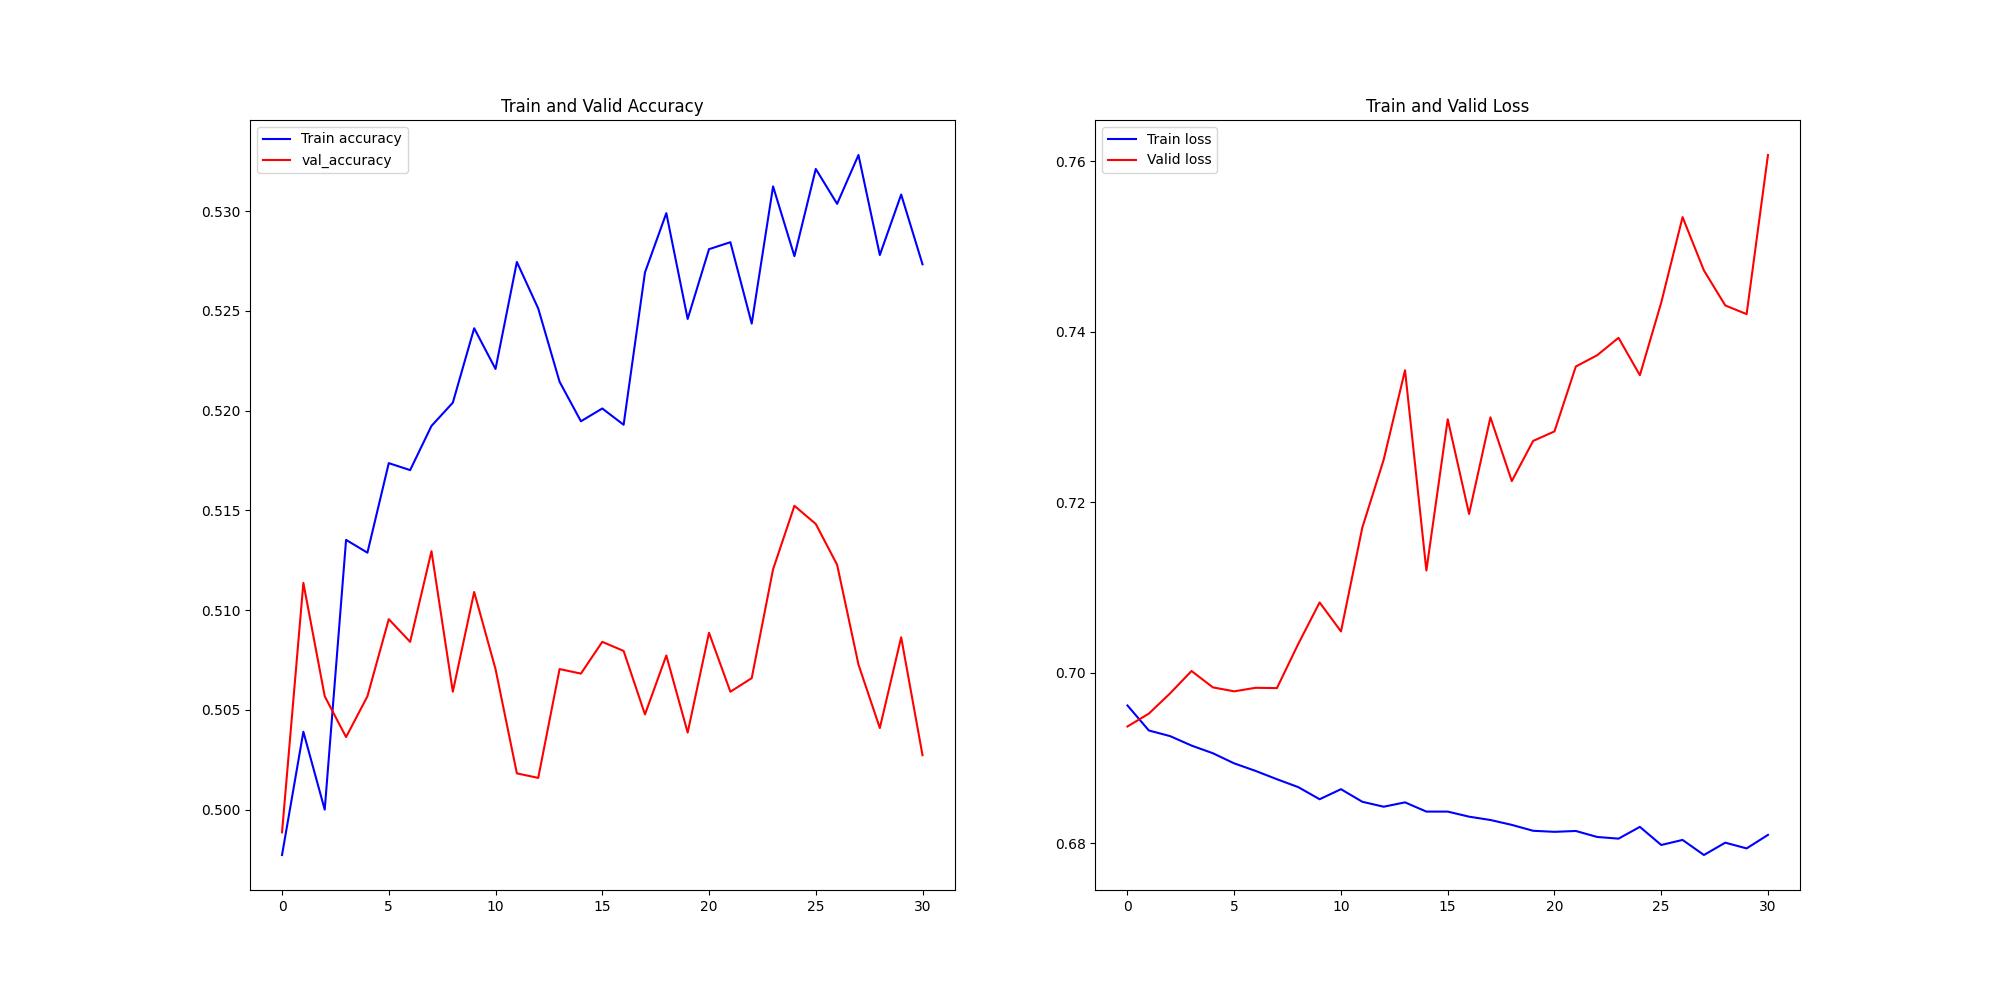 Train and Valid Accuracy
Train accuracy
val_accuracy
0.530
0.525
0.520
0.515
0.510
0.505
0.500
0 5 10 15 20 25 30
Train and Valid Loss
Train loss
Valid loss
0.76
0.74
0.72
0.70
0.68
0 5 10 15 20 25 30